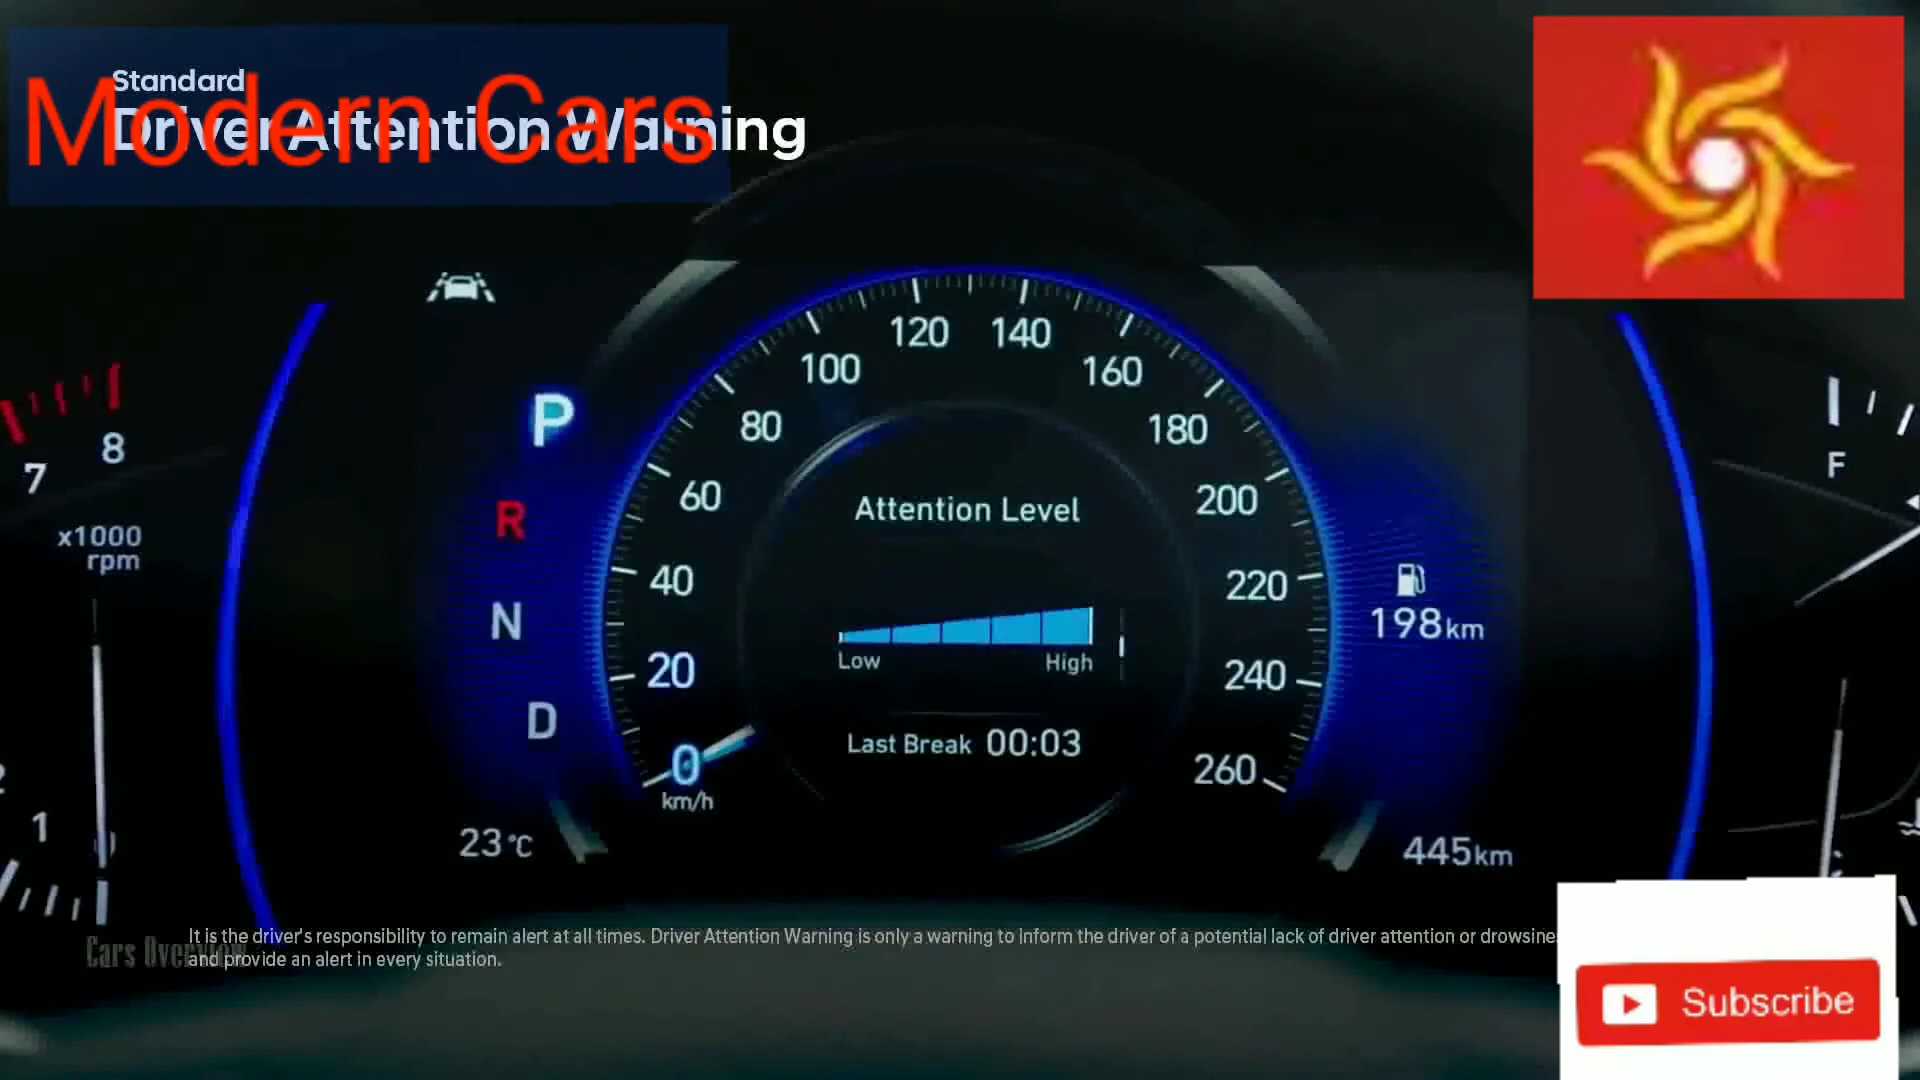 Standard
Modern Cars
Driver Attention Warning
120 140
100 160
80 180
60 200
40 220
20 240
0 260
km/h
P
R
N
D
8
7
x1000
rpm
1
F
Attention Level
Low High
Last Break 00:03
198km
23°C
445km
It is the driver's responsibility to remain alert at all times. Driver Attention Warning is only a warning to inform the driver of a potential lack of driver attention or
and provide an alert in every situation.
Cars Overview
Subscribe